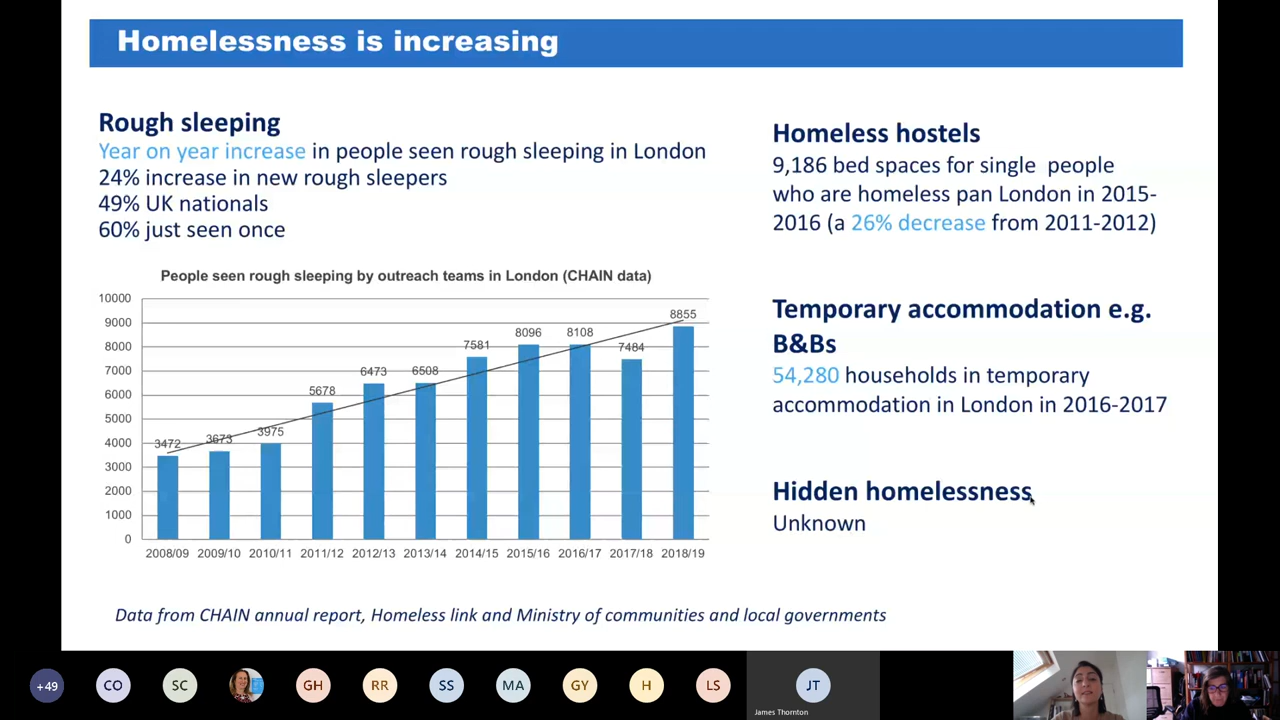 Homelessness is increasing
Rough sleeping
Year on year increase in people seen rough sleeping in London
24% increase in new rough sleepers
49% UK nationals
60% just seen once
People seen rough sleeping by outreach teams in London (CHAIN data)
10000
9000
8000
7000
6000
5000
4000
3000
2000
1000
0
3472
3673
3975
5678
6473
6508
7581
8096
8108
7484
8855
2008/09
2009/10
2010/11
2011/12
2012/13
2013/14
2014/15
2015/16
2016/17
2017/18
2018/19
Homeless hostels
9,186 bed spaces for single people
who are homeless pan London in 2015-
2016 (a 26% decrease from 2011-2012)
Temporary accommodation e.g.
B&Bs
54,280 households in temporary
accommodation in London in 2016-2017
Hidden homelessness
Unknown
Data from CHAIN annual report, Homeless link and Ministry of communities and local governments
+49
CO
SC
GH
RR
SS
MA
GY
H
LS
JT
James Thornton